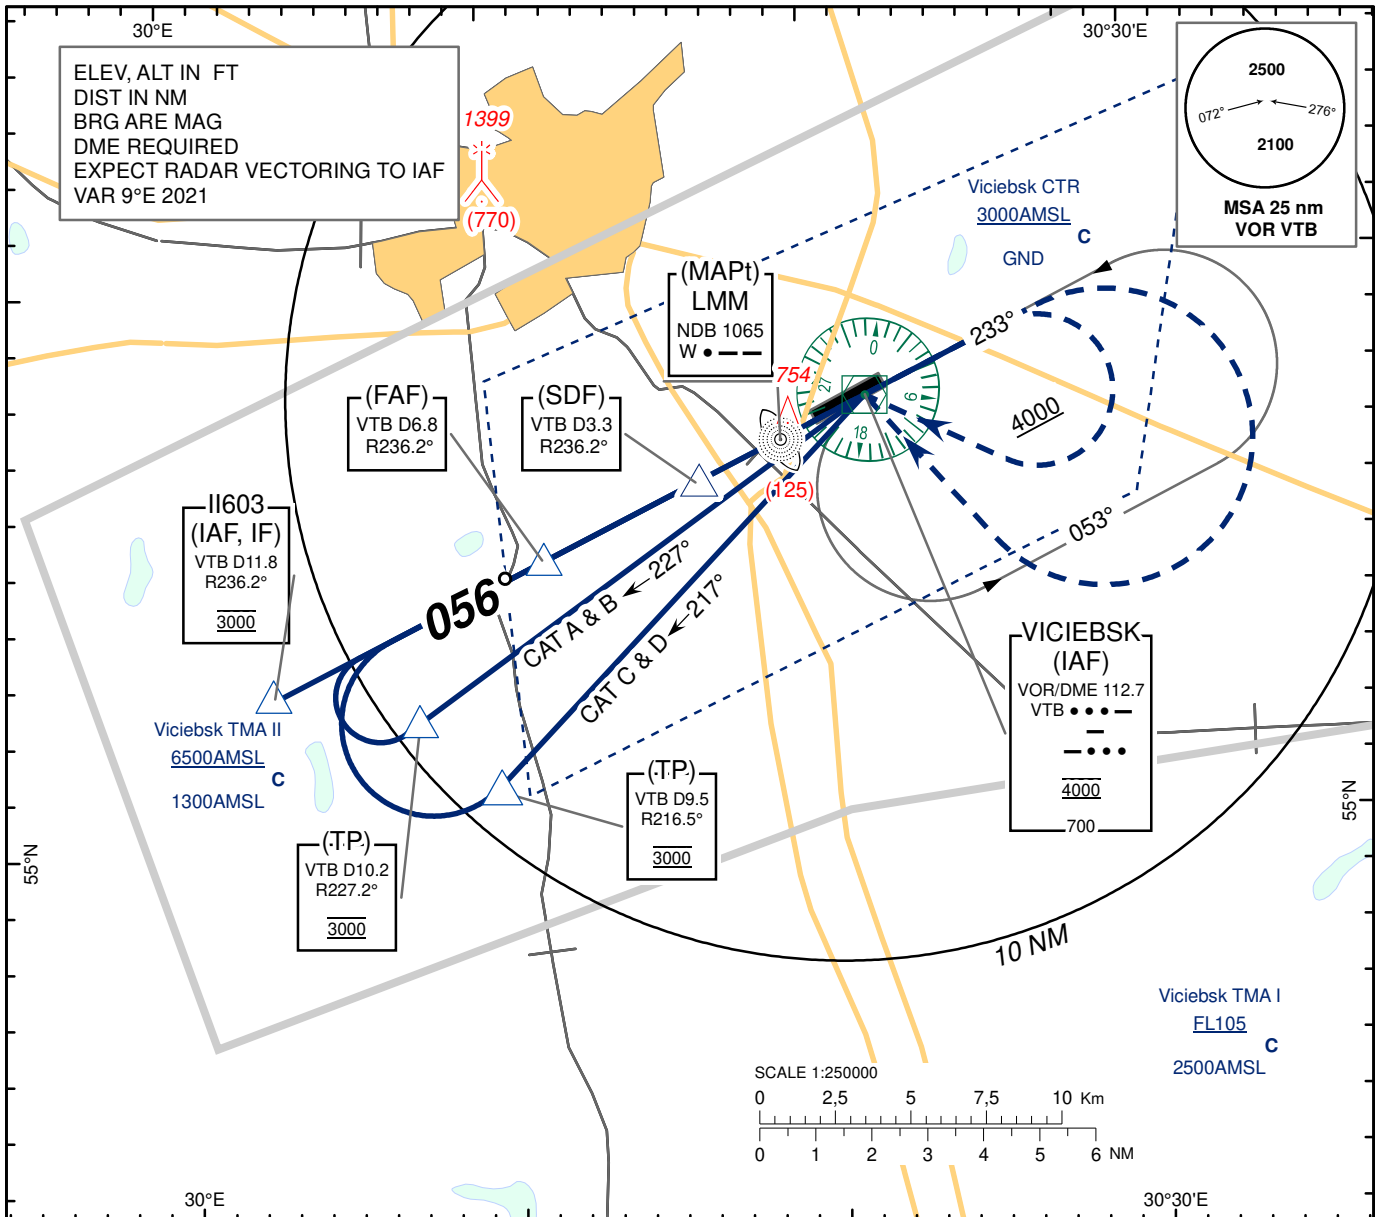 30°E
30°30'E
ELEV, ALT IN FT
DIST IN NM
BRG ARE MAG
DME REQUIRED
EXPECT RADAR VECTORING TO IAF
VAR 9°E 2021
1399
(770)
2500
072°
276°
2100
MSA 25 nm
VOR VTB
Viciebsk CTR
3000AMSL
C
GND
(MAPt)
LMM
NDB 1065
W
754
0
27
9
18
233°
4000
(125)
053°
(FAF)
VTB D6.8
R236.2°
(SDF)
VTB D3.3
R236.2°
II603
(IAF, IF)
VTB D11.8
R236.2°
3000
056°
CAT A & B
227°
CAT C & D
217°
VICIEBSK
(IAF)
VOR/DME 112.7
VTB
4000
700
Viciebsk TMA II
6500AMSL
C
1300AMSL
(TP)
VTB D9.5
R216.5°
3000
(TP)
VTB D10.2
R227.2°
3000
55°N
55°N
10 NM
Viciebsk TMA I
FL105
C
2500AMSL
SCALE 1:250000
0 2,5 5 7,5 10 Km
0 1 2 3 4 5 6 NM
30°E
30°30'E